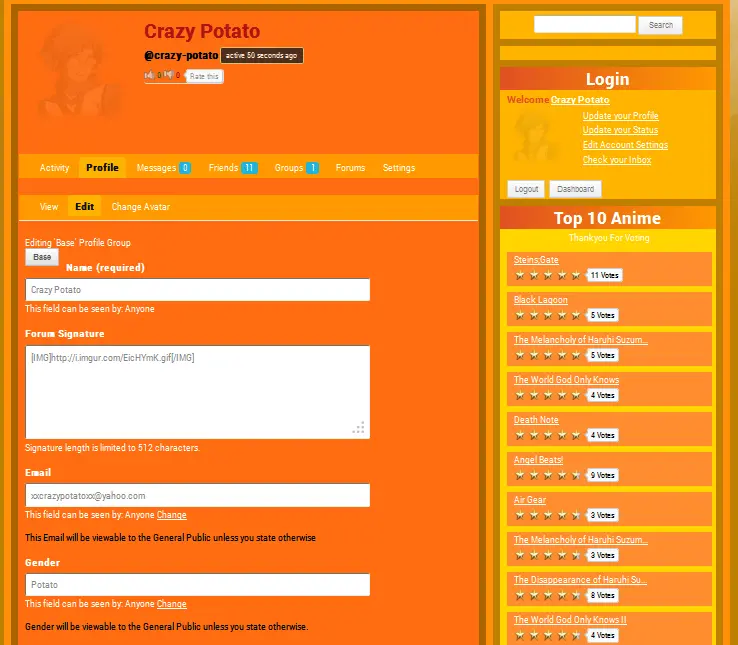 Crazy Potato
@crazy-potato active 50 seconds ago
0 0 Rate this
Activity Profile Messages 0 Friends 11 Groups 1 Forums Settings
View Edit Change Avatar
Editing 'Base' Profile Group
Base
Name (required)
Crazy Potato
This field can be seen by: Anyone
Forum Signature
[IMG]http://i.imgur.com/EicHYmK.gif[/IMG]
Signature length is limited to 512 characters.
Email
xxcrazypotatoxx@yahoo.com
This field can be seen by: Anyone Change
This Email will be viewable to the General Public unless you state otherwise
Gender
Potato
This field can be seen by: Anyone Change
Gender will be viewable to the General Public unless you state otherwise.
Search
Login
Welcome Crazy Potato
Update your Profile
Update your Status
Edit Account Settings
Check your Inbox
Logout Dashboard
Top 10 Anime
Thankyou For Voting
Steins;Gate
11 Votes
Black Lagoon
5 Votes
The Melancholy of Haruhi Suzum...
5 Votes
The World God Only Knows
4 Votes
Death Note
4 Votes
Angel Beats!
9 Votes
Air Gear
3 Votes
The Melancholy of Haruhi Suzum...
3 Votes
The Disappearance of Haruhi Su...
8 Votes
The World God Only Knows II
4 Votes